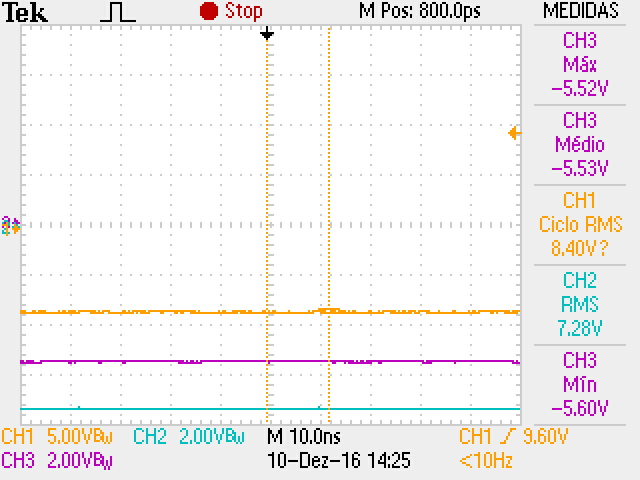 Tek Stop M Pos: 800.0ps MEDIDAS
CH3
Máx
-5.52V
CH3
Médio
-5.53V
CH1
Ciclo RMS
8.40V?
CH2
RMS
7.28V
CH3
Mín
-5.60V
CH1 5.00VBw CH2 2.00VBw M 10.0ns CH1 9.60V
CH3 2.00VBw 10-Dez-16 14:25 <10Hz